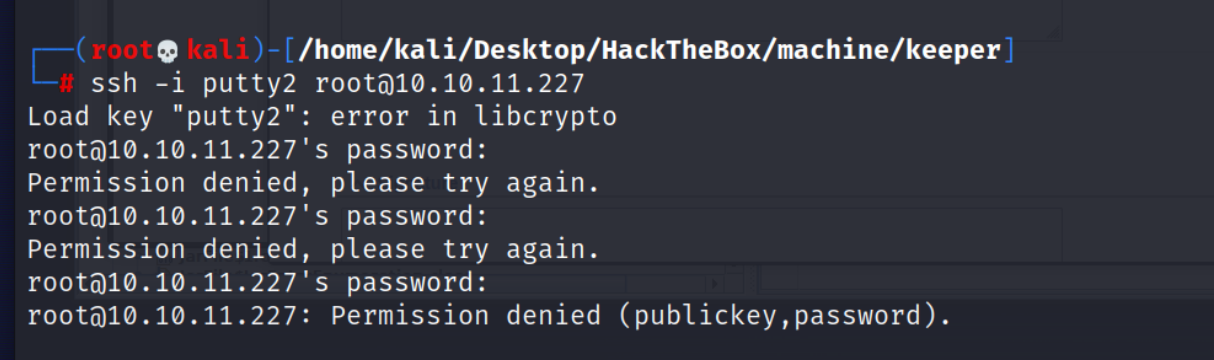 (root💀kali)-[/home/kali/Desktop/HackTheBox/machine/keeper]
# ssh -i putty2 root@10.10.11.227
Load key "putty2": error in libcrypto
root@10.10.11.227's password:
Permission denied, please try again.
root@10.10.11.227's password:
Permission denied, please try again.
root@10.10.11.227's password:
root@10.10.11.227: Permission denied (publickey,password).